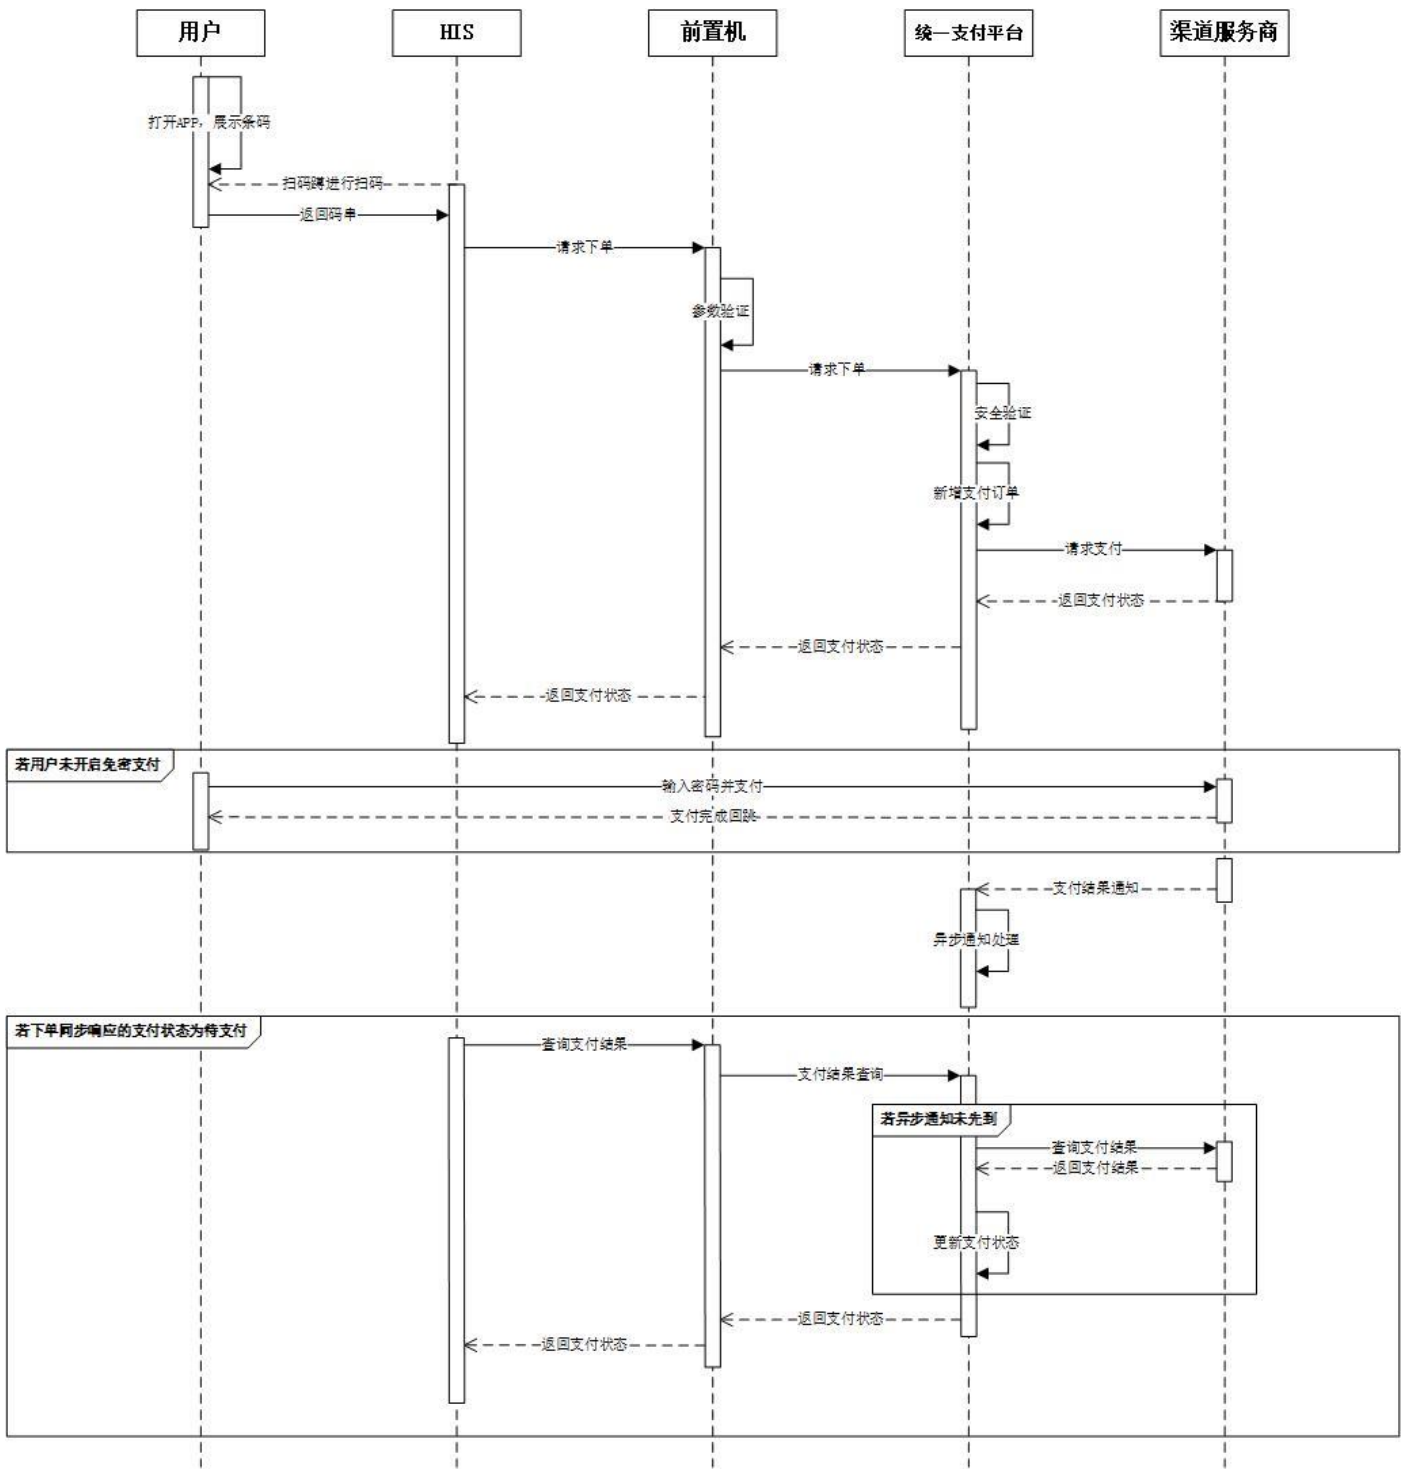 用户
HIS
前置机
统一支付平台
渠道服务商
打开APP，展示条码
扫码蹲进行扫码
返回码串
请求下单
参数验证
请求下单
安全验证
新增支付订单
请求支付
返回支付状态
返回支付状态
返回支付状态
若用户未开启免密支付
输入密码并支付
支付完成回跳
支付结果通知
异步通知处理
若下单同步响应的支付状态为待支付
查询支付结果
支付结果查询
若异步通知未先到
查询支付结果
返回支付结果
更新支付状态
返回支付状态
返回支付状态